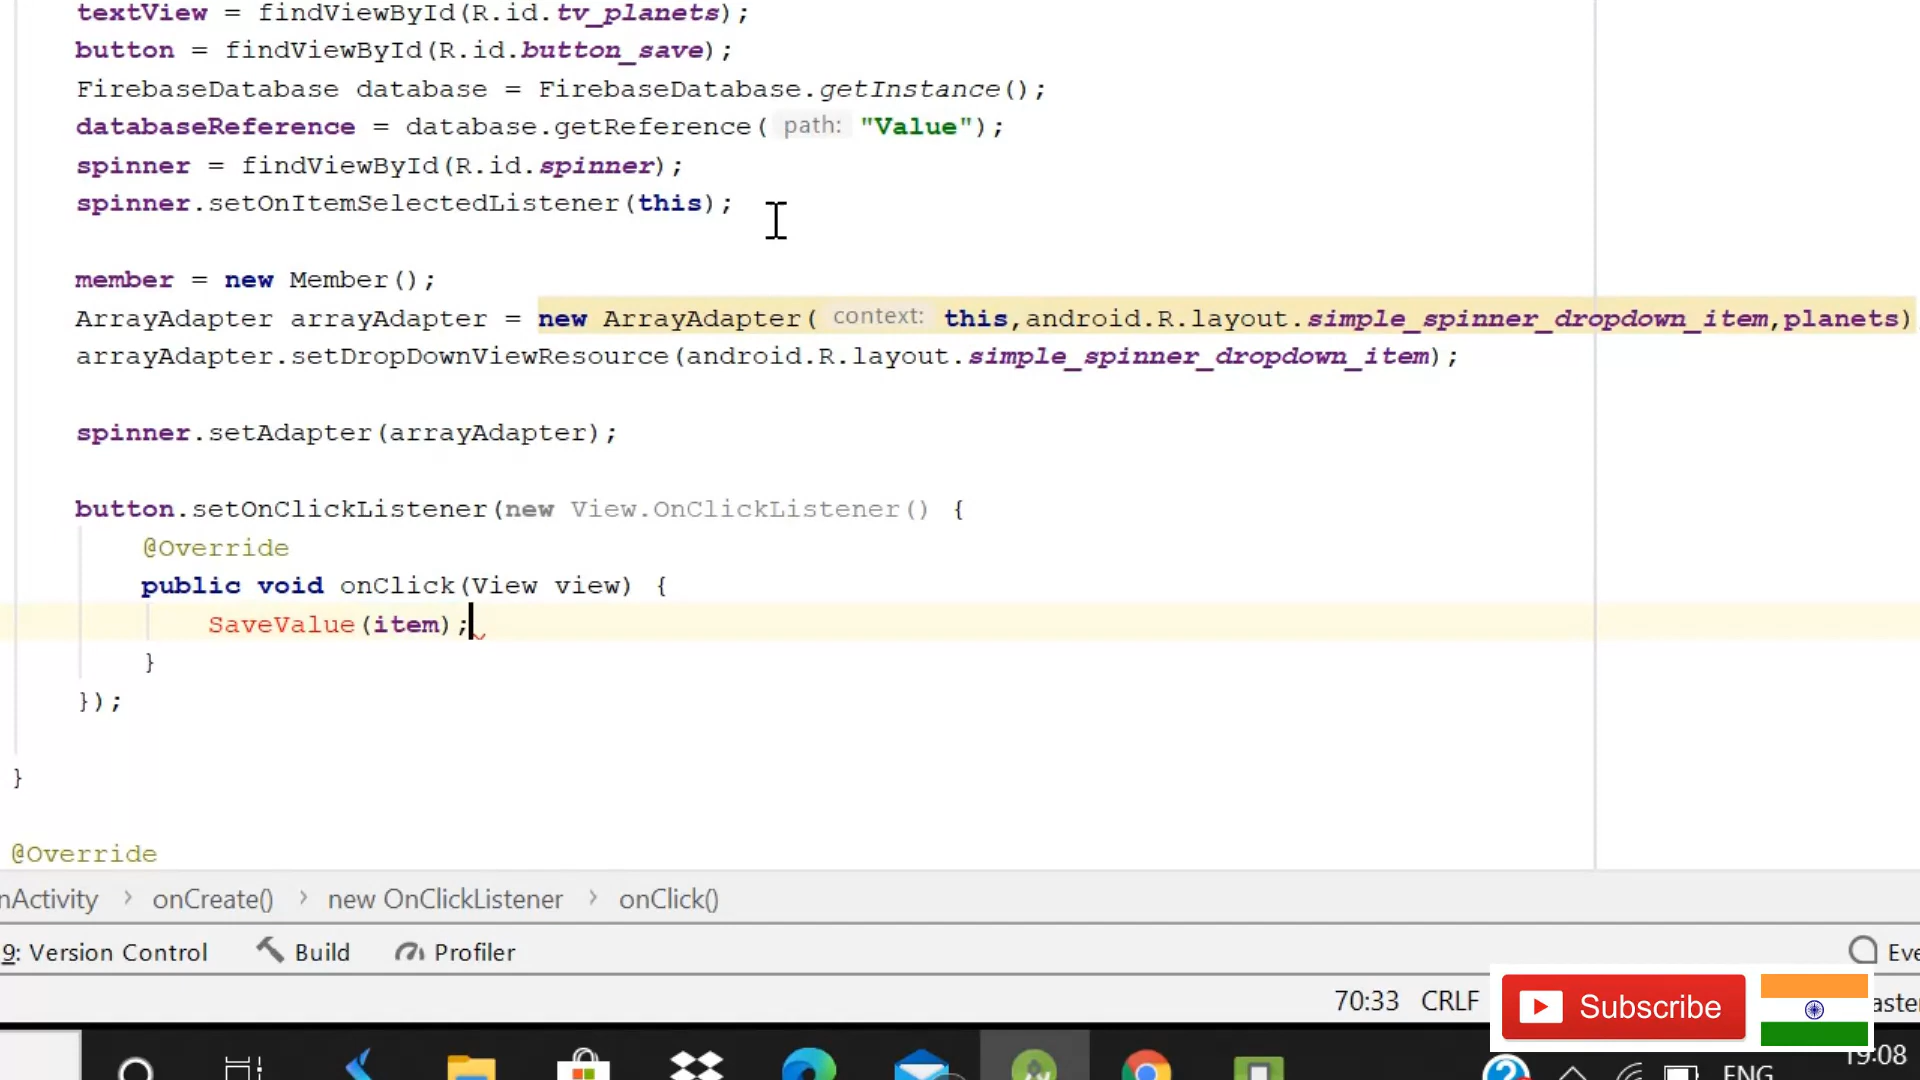 textView = findViewById(R.id.tv_planets);
button = findViewById(R.id.button_save);
FirebaseDatabase database = FirebaseDatabase.getInstance();
databaseReference = database.getReference( path: "Value");
spinner = findViewById(R.id.spinner);
spinner.setOnItemSelectedListener(this);
member = new Member();
ArrayAdapter arrayAdapter = new ArrayAdapter( context: this,android.R.layout.simple_spinner_dropdown_item,planets)
arrayAdapter.setDropDownViewResource(android.R.layout.simple_spinner_dropdown_item);
spinner.setAdapter(arrayAdapter);
button.setOnClickListener(new View.OnClickListener() {
@Override
public void onClick(View view) {
SaveValue(item);
}
});
}
@Override
nActivity > onCreate() > new OnClickListener > onClick()
9: Version Control Build Profiler Eve
70:33 CRLF aste
Subscribe
19:08
ENG